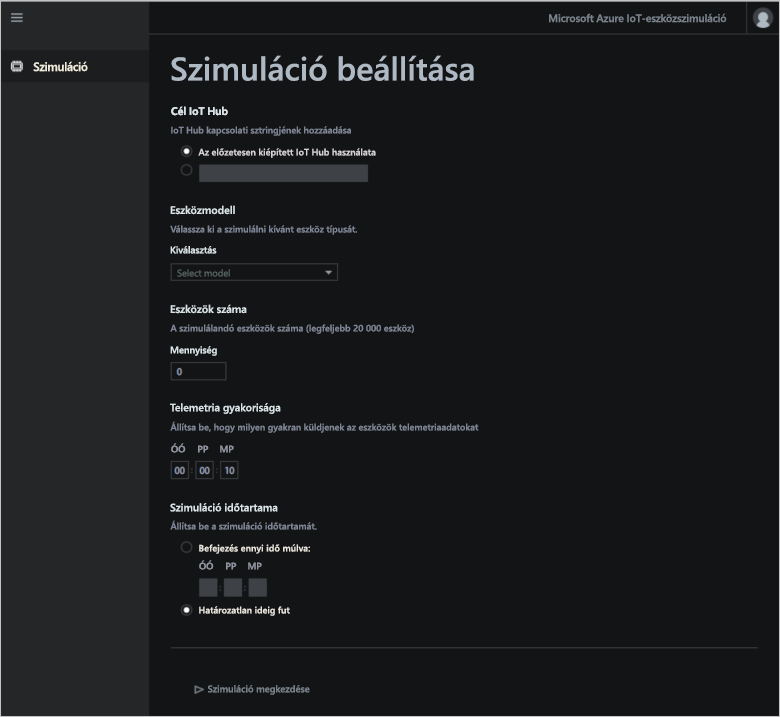 Microsoft Azure IoT-eszközszimuláció
Szimuláció
Szimuláció beállítása
Cél IoT Hub
IoT Hub kapcsolati sztringjének hozzáadása
Az előzetesen kiépített IoT Hub használata
Eszközmodell
Válassza ki a szimulálni kívánt eszköz típusát.
Kiválasztás
Select model
Eszközök száma
A szimulálandó eszközök száma (legfeljebb 20 000 eszköz)
Mennyiség
0
Telemetria gyakorisága
Állítsa be, hogy milyen gyakran küldjenek az eszközök telemetriaadatokat
ÓÓ PP MP
00 : 00 : 10
Szimuláció időtartama
Állítsa be a szimuláció időtartamát.
Befejezés ennyi idő múlva:
ÓÓ PP MP
: :
Határozatlan ideig fut
Szimuláció megkezdése